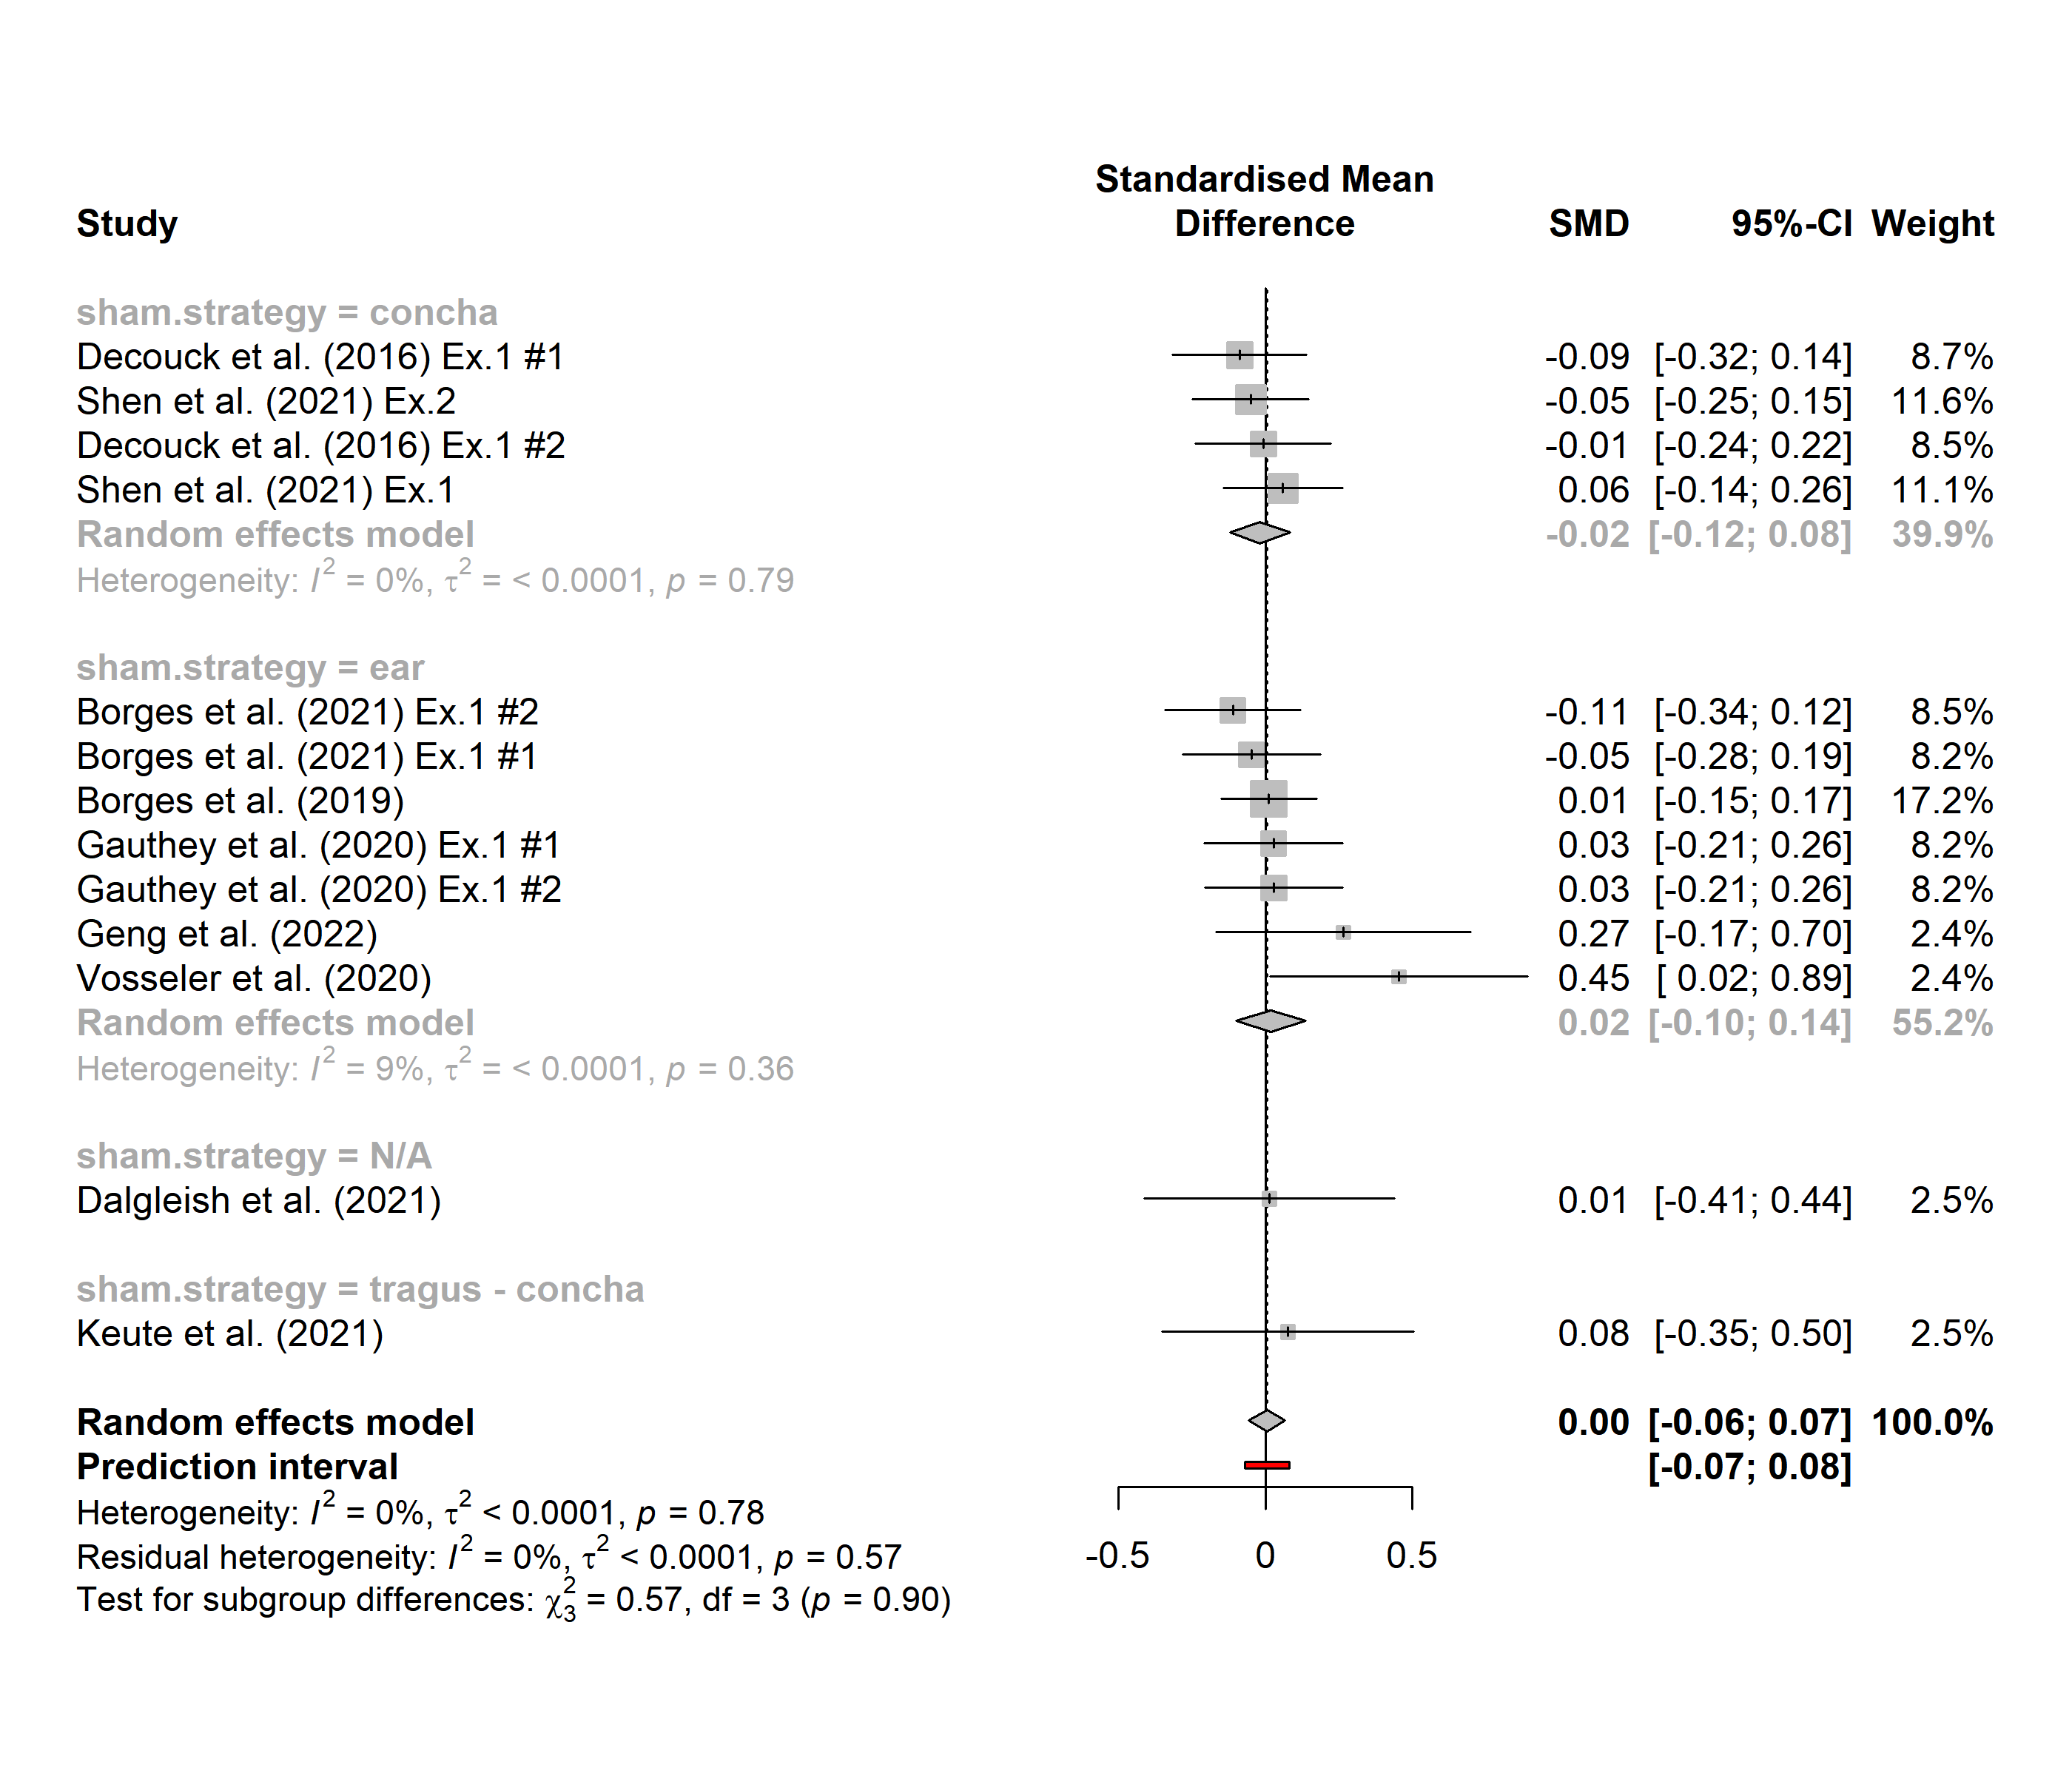 Standardised Mean
Study Difference SMD 95%-CI Weight
sham.strategy = concha
Decouck et al. (2016) Ex.1 #1 -0.09 [-0.32; 0.14] 8.7%
Shen et al. (2021) Ex.2 -0.05 [-0.25; 0.15] 11.6%
Decouck et al. (2016) Ex.1 #2 -0.01 [-0.24; 0.22] 8.5%
Shen et al. (2021) Ex.1 0.06 [-0.14; 0.26] 11.1%
Random effects model -0.02 [-0.12; 0.08] 39.9%
Heterogeneity: I² = 0%, τ² = < 0.0001, p = 0.79
sham.strategy = ear
Borges et al. (2021) Ex.1 #2 -0.11 [-0.34; 0.12] 8.5%
Borges et al. (2021) Ex.1 #1 -0.05 [-0.28; 0.19] 8.2%
Borges et al. (2019) 0.01 [-0.15; 0.17] 17.2%
Gauthey et al. (2020) Ex.1 #1 0.03 [-0.21; 0.26] 8.2%
Gauthey et al. (2020) Ex.1 #2 0.03 [-0.21; 0.26] 8.2%
Geng et al. (2022) 0.27 [-0.17; 0.70] 2.4%
Vosseler et al. (2020) 0.45 [ 0.02; 0.89] 2.4%
Random effects model 0.02 [-0.10; 0.14] 55.2%
Heterogeneity: I² = 9%, τ² = < 0.0001, p = 0.36
sham.strategy = N/A
Dalgleish et al. (2021) 0.01 [-0.41; 0.44] 2.5%
sham.strategy = tragus - concha
Keute et al. (2021) 0.08 [-0.35; 0.50] 2.5%
Random effects model 0.00 [-0.06; 0.07] 100.0%
Prediction interval [-0.07; 0.08]
Heterogeneity: I² = 0%, τ² < 0.0001, p = 0.78
Residual heterogeneity: I² = 0%, τ² < 0.0001, p = 0.57
-0.5 0 0.5
Test for subgroup differences: χ²₃ = 0.57, df = 3 (p = 0.90)